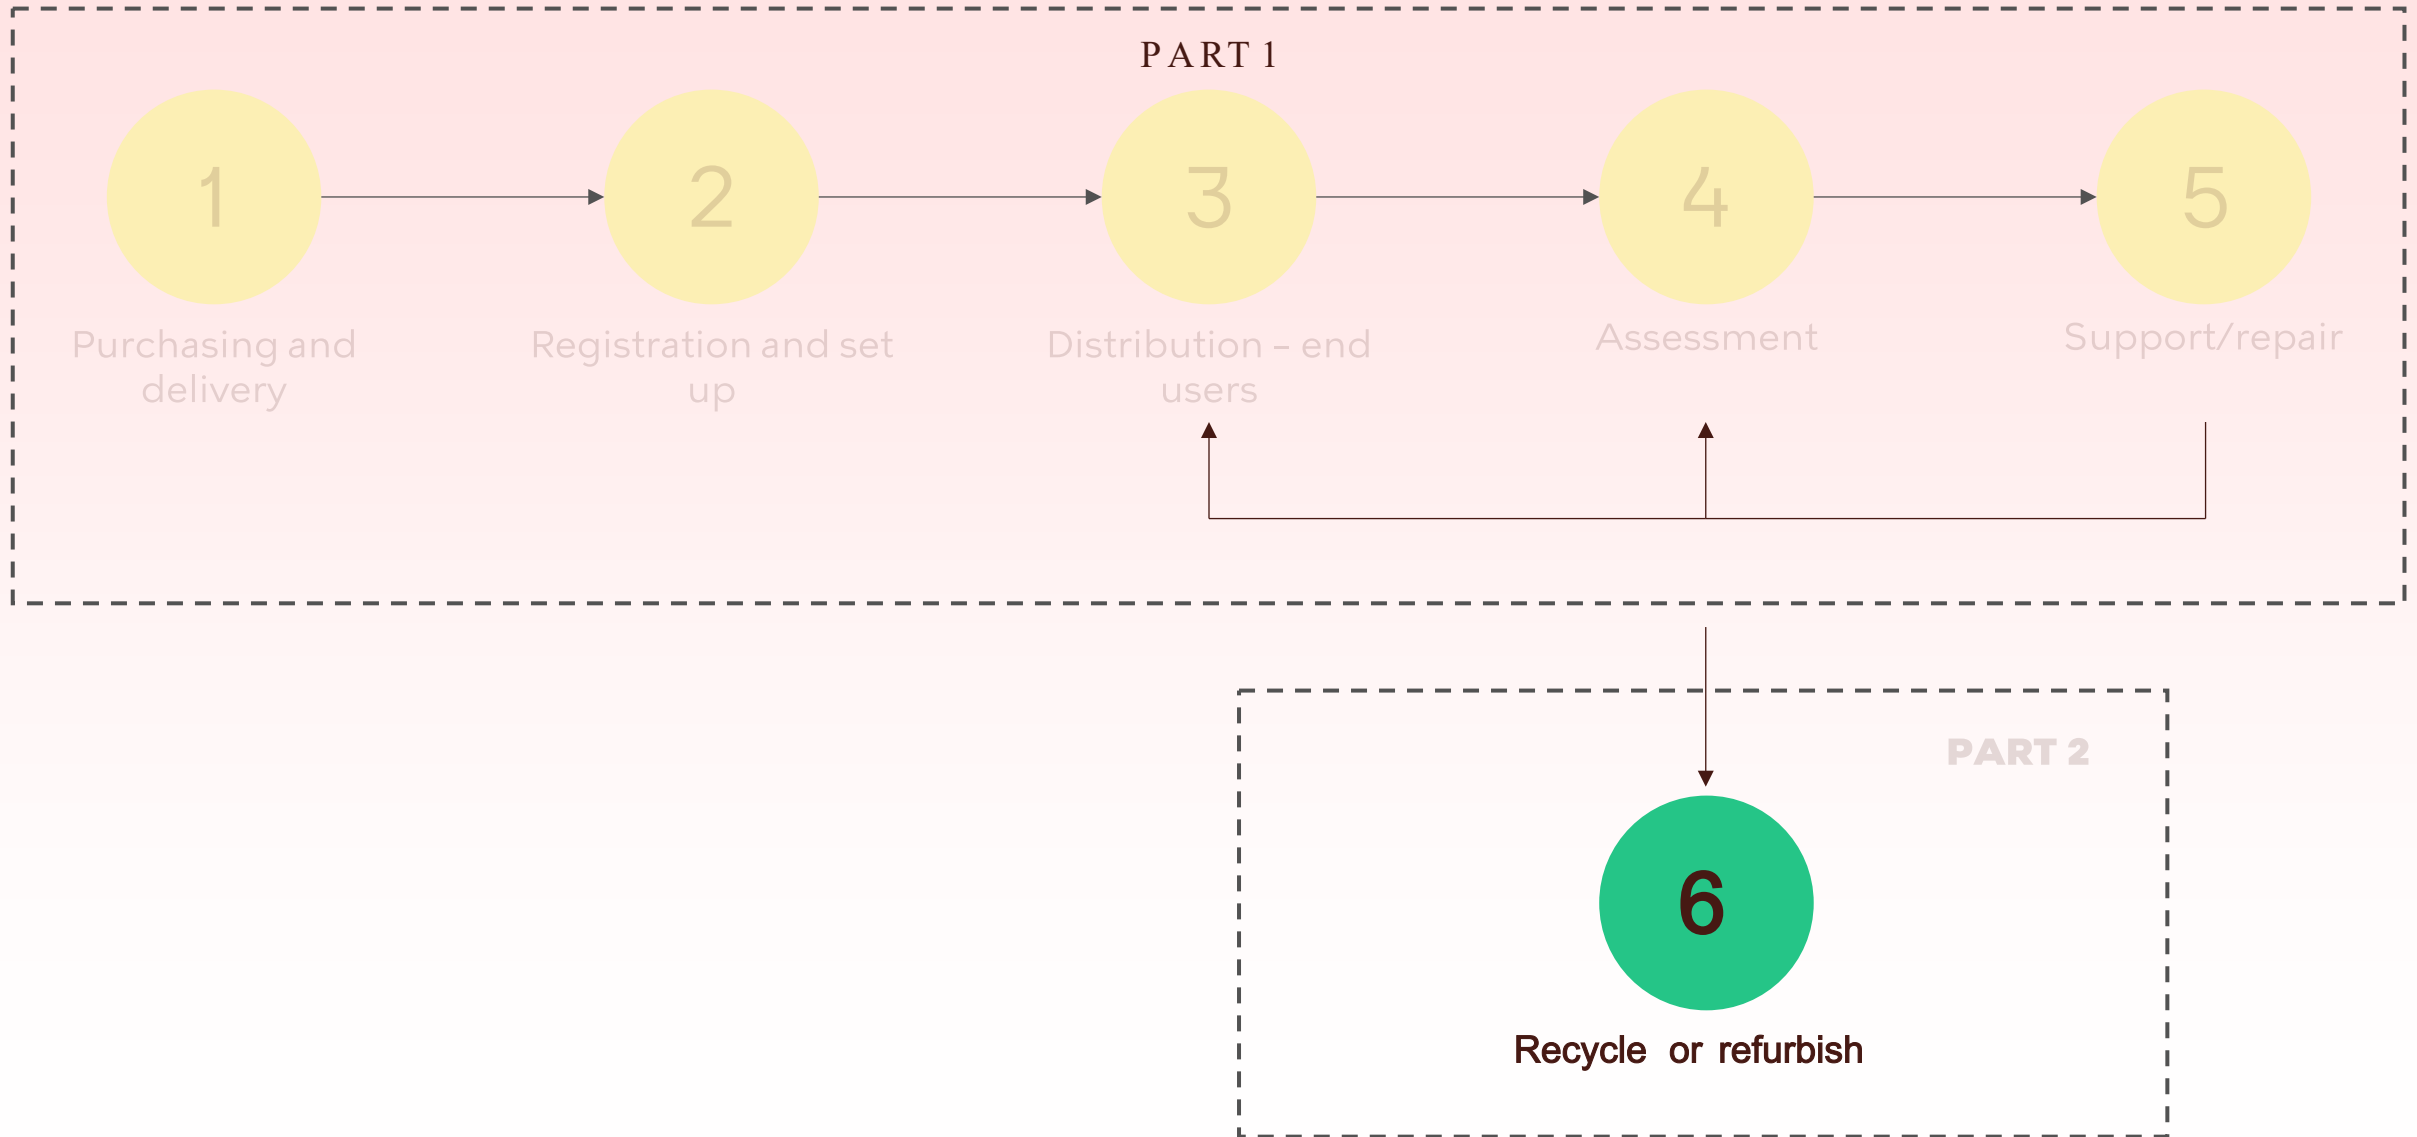 PART 1
1
2
3
4
5
Purchasing and
delivery
Registration and set
up
Distribution – end
users
Assessment
Support/repair
PART 2
6
Recycle or refurbish